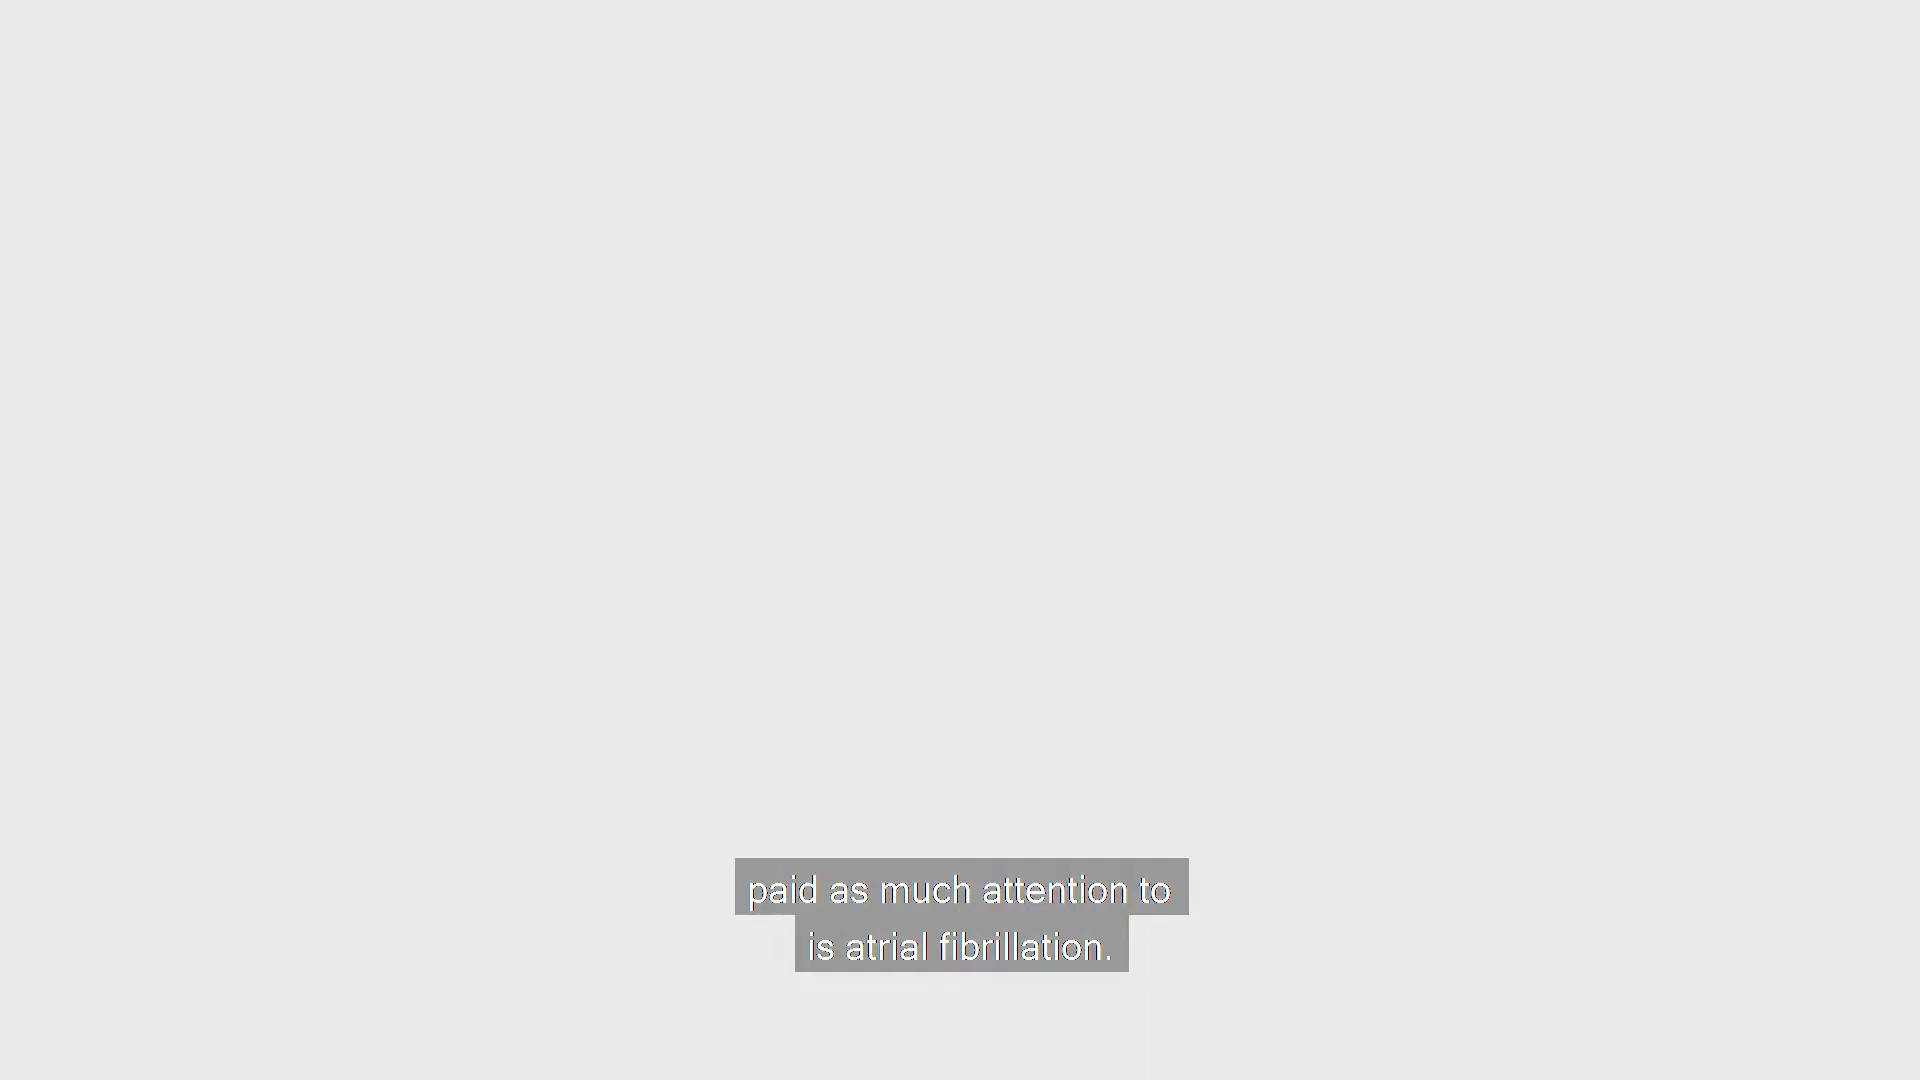 paid as much attention to
is atrial fibrillation.